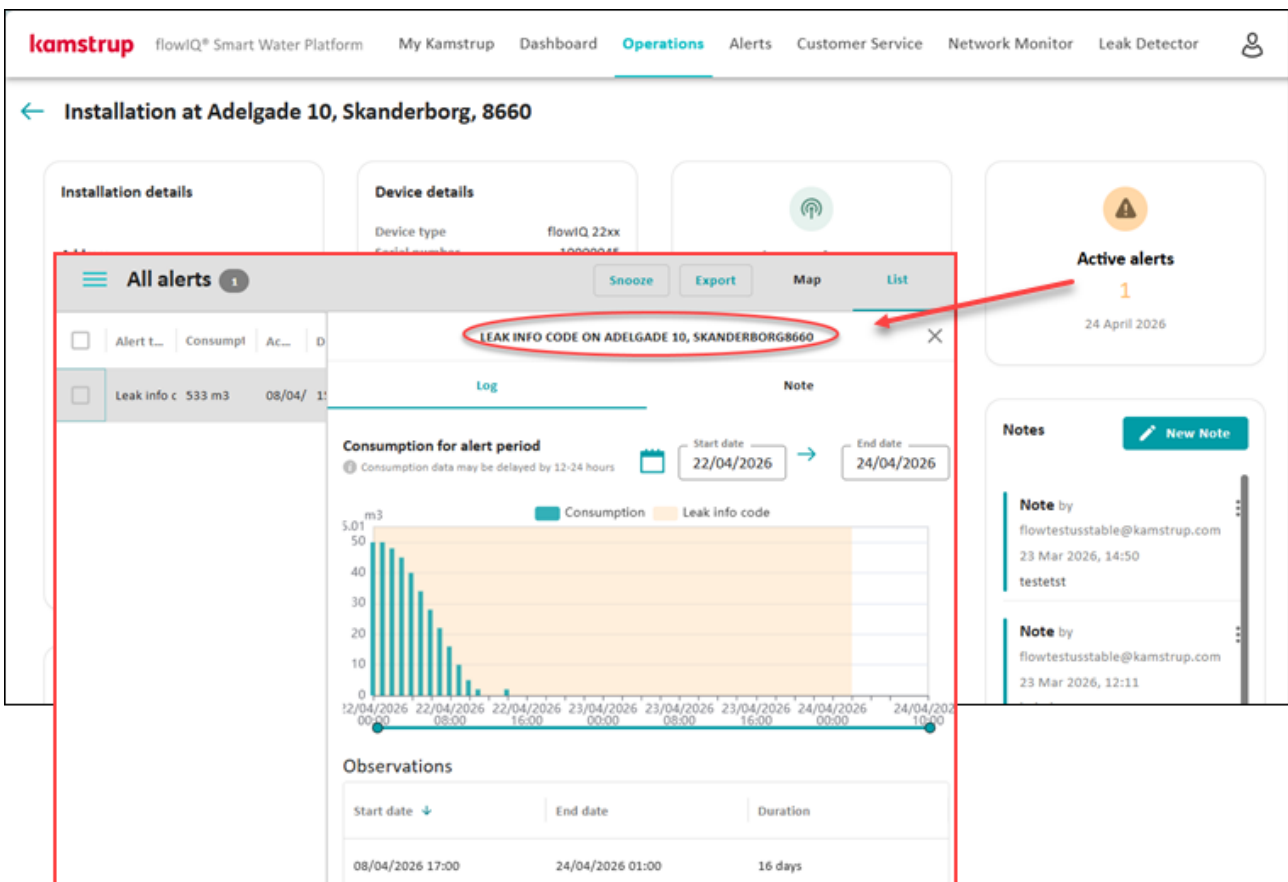 kamstrup flowIQ® Smart Water Platform My Kamstrup Dashboard Operations Alerts Customer Service Network Monitor Leak Detector
Installation at Adelgade 10, Skanderborg, 8660
Installation details
Device details
Device type flowIQ 22xx
Active alerts
1
24 April 2026
All alerts 1
Snooze Export Map List
Alert t... Consumpt Ac... D
Leak info c 533 m3 08/04/
LEAK INFO CODE ON ADELGADE 10, SKANDERBORG8660
Log Note
Consumption for alert period
Consumption data may be delayed by 12-24 hours
Start date
22/04/2026
End date
24/04/2026
m3
Consumption Leak info code
5.01
50
40
30
20
10
0
22/04/2026 22/04/2026 22/04/2026 23/04/2026 23/04/2026 23/04/2026 24/04/2026 24/04/202
00:00 08:00 16:00 00:00 08:00 16:00 00:00 10:00
Observations
Start date End date Duration
08/04/2026 17:00 24/04/2026 01:00 16 days
Notes
New Note
Note by
flowtestusstable@kamstrup.com
23 Mar 2026, 14:50
testetst
Note by
flowtestusstable@kamstrup.com
23 Mar 2026, 12:11